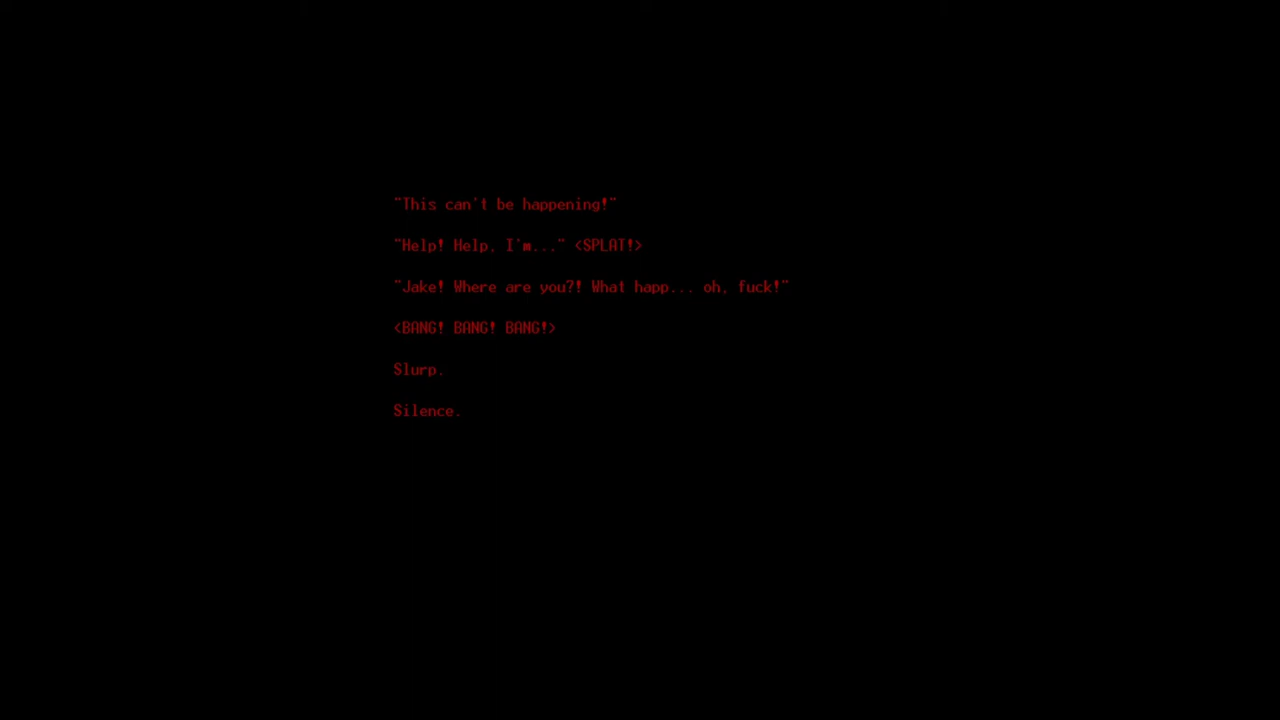 "This can't be happening!"
"Help! Help, I'm..." <SPLAT!>
"Jake! Where are you?! What happ... oh, fuck!"
<BANG! BANG! BANG!>
Slurp.
Silence.